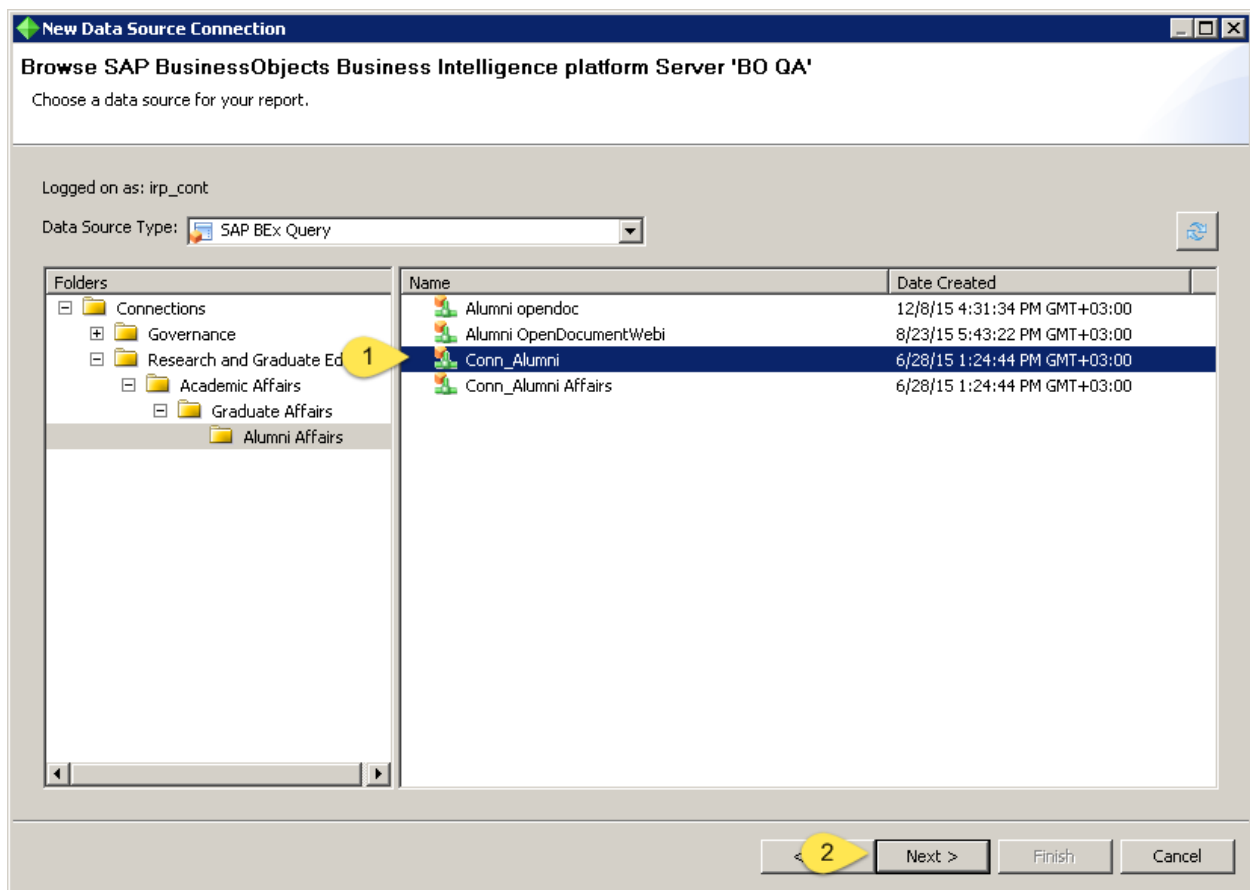 New Data Source Connection
Browse SAP BusinessObjects Business Intelligence platform Server 'BO QA'
Choose a data source for your report.
Logged on as: irp_cont
Data Source Type: SAP BEx Query
Folders
Connections
Governance
Research and Graduate Ed
Academic Affairs
Graduate Affairs
Alumni Affairs
1
Name Date Created
Alumni opendoc 12/8/15 4:31:34 PM GMT+03:00
Alumni OpenDocumentWebi 8/23/15 5:43:22 PM GMT+03:00
Conn_Alumni 6/28/15 1:24:44 PM GMT+03:00
Conn_Alumni Affairs 6/28/15 1:24:44 PM GMT+03:00
< 2 Next > Finish Cancel